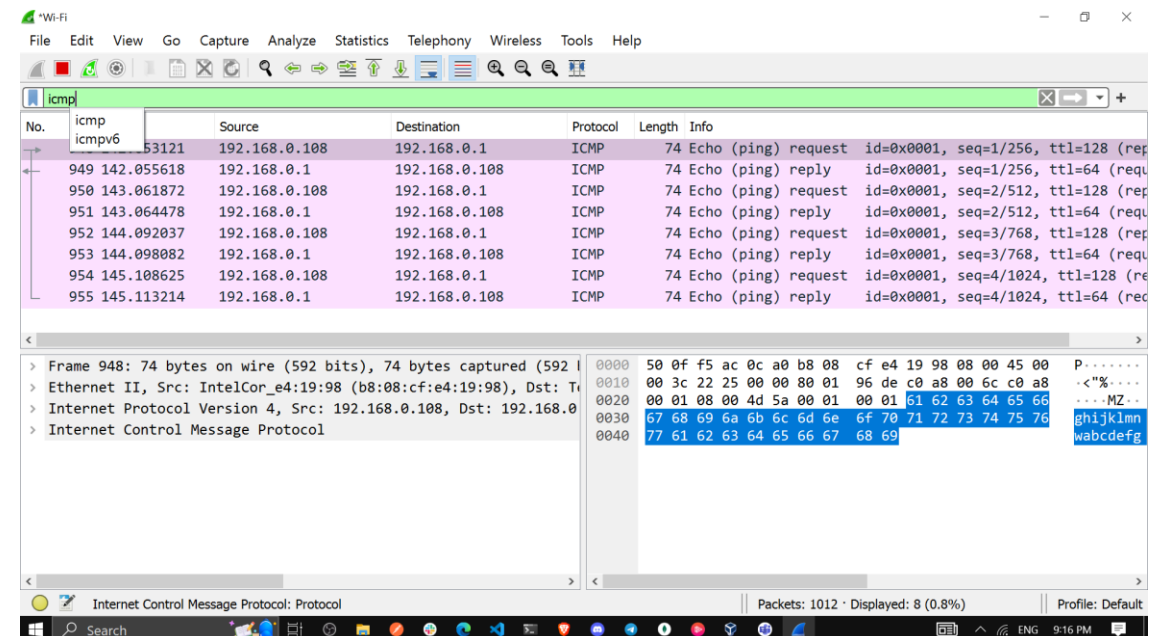 *Wi-Fi
File Edit View Go Capture Analyze Statistics Telephony Wireless Tools Help
icmp
icmp
icmpv6
No. Source Destination Protocol Length Info
53121 192.168.0.108 192.168.0.1 ICMP 74 Echo (ping) request id=0x0001, seq=1/256, ttl=128 (rep
949 142.055618 192.168.0.1 192.168.0.108 ICMP 74 Echo (ping) reply id=0x0001, seq=1/256, ttl=64 (requ
950 143.061872 192.168.0.108 192.168.0.1 ICMP 74 Echo (ping) request id=0x0001, seq=2/512, ttl=128 (rep
951 143.064478 192.168.0.1 192.168.0.108 ICMP 74 Echo (ping) reply id=0x0001, seq=2/512, ttl=64 (requ
952 144.092037 192.168.0.108 192.168.0.1 ICMP 74 Echo (ping) request id=0x0001, seq=3/768, ttl=128 (rep
953 144.098082 192.168.0.1 192.168.0.108 ICMP 74 Echo (ping) reply id=0x0001, seq=3/768, ttl=64 (requ
954 145.108625 192.168.0.108 192.168.0.1 ICMP 74 Echo (ping) request id=0x0001, seq=4/1024, ttl=128 (re
955 145.113214 192.168.0.1 192.168.0.108 ICMP 74 Echo (ping) reply id=0x0001, seq=4/1024, ttl=64 (rec
Frame 948: 74 bytes on wire (592 bits), 74 bytes captured (592
Ethernet II, Src: IntelCor_e4:19:98 (b8:08:cf:e4:19:98), Dst: T
Internet Protocol Version 4, Src: 192.168.0.108, Dst: 192.168.0
Internet Control Message Protocol
0000 50 0f f5 ac 0c a0 b8 08 cf e4 19 98 08 00 45 00 P·······
0010 00 3c 22 25 00 00 80 01 96 de c0 a8 00 6c c0 a8 ·<"%····
0020 00 01 08 00 4d 5a 00 01 00 01 61 62 63 64 65 66 ····MZ··
0030 67 68 69 6a 6b 6c 6d 6e 6f 70 71 72 73 74 75 76 ghijklmn
0040 77 61 62 63 64 65 66 67 68 69 wabcdefg
Internet Control Message Protocol: Protocol Packets: 1012 · Displayed: 8 (0.8%) Profile: Default
Search ENG 9:16 PM